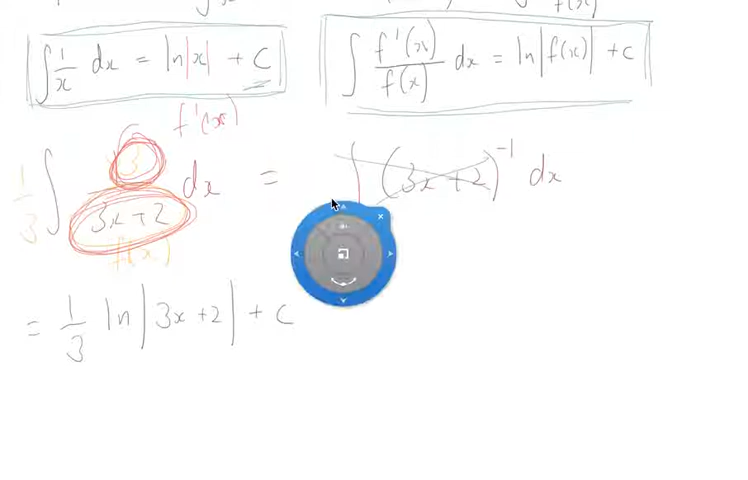 f(x)
∫ 1/x dx = ln|x| + C
∫ f'(x)/f(x) dx = ln|f(x)| + C
f'(x)
1/3 ∫ 3/(3x+2) dx = ∫ (3x+2)^-1 dx
f(x)
= 1/3 ln|3x+2| + C